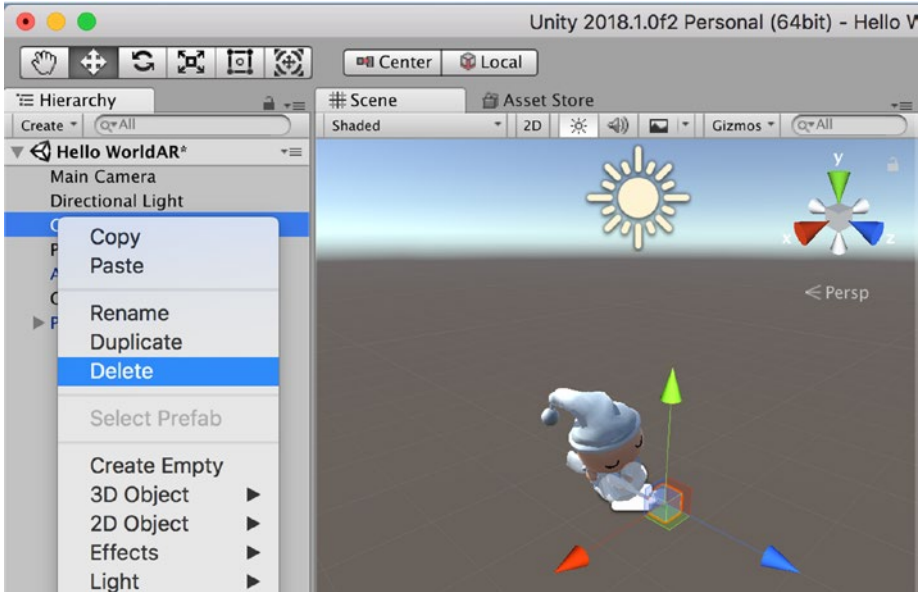 Unity 2018.1.0f2 Personal (64bit) - Hello W
Center Local
Hierarchy
# Scene Asset Store
Create All
Shaded 2D Gizmos All
Hello WorldAR*
Main Camera
Directional Light
C
P
A
C
P
Copy
Paste
Rename
Duplicate
Delete
Select Prefab
Create Empty
3D Object
2D Object
Effects
Light
y
x
z
Persp